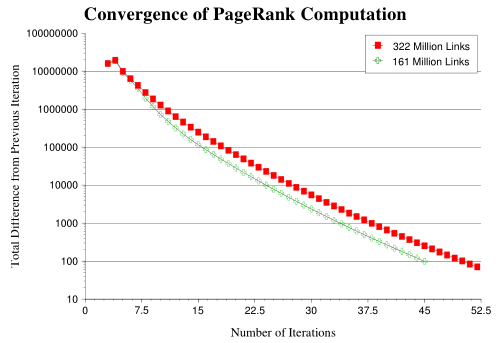 Convergence of PageRank Computation
100000000
10000000
1000000
100000
10000
1000
100
10
0 7.5 15 22.5 30 37.5 45 52.5
Total Difference from Previous Iteration
Number of Iterations
322 Million Links
161 Million Links